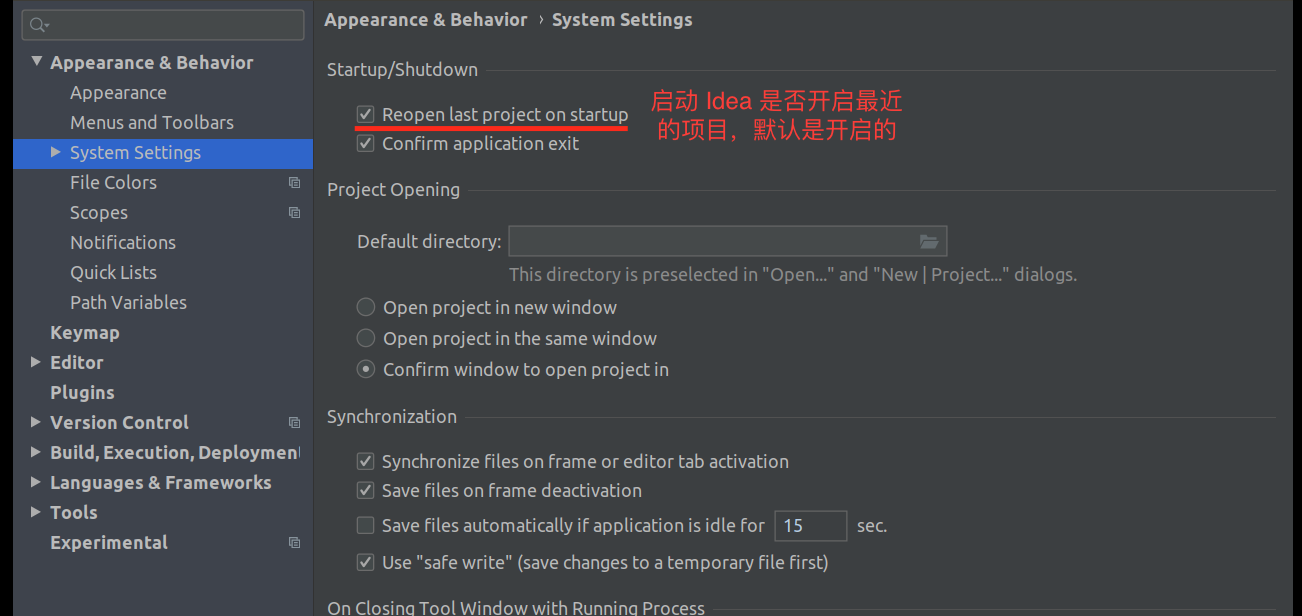 Appearance & Behavior › System Settings
Appearance & Behavior
Appearance
Menus and Toolbars
System Settings
File Colors
Scopes
Notifications
Quick Lists
Path Variables
Keymap
Editor
Plugins
Version Control
Build, Execution, Deployment
Languages & Frameworks
Tools
Experimental
Startup/Shutdown
Reopen last project on startup
启动 Idea 是否开启最近
的项目，默认是开启的
Confirm application exit
Project Opening
Default directory:
This directory is preselected in "Open..." and "New | Project..." dialogs.
Open project in new window
Open project in the same window
Confirm window to open project in
Synchronization
Synchronize files on frame or editor tab activation
Save files on frame deactivation
Save files automatically if application is idle for 15 sec.
Use "safe write" (save changes to a temporary file first)
On Closing Tool Window with Running Process